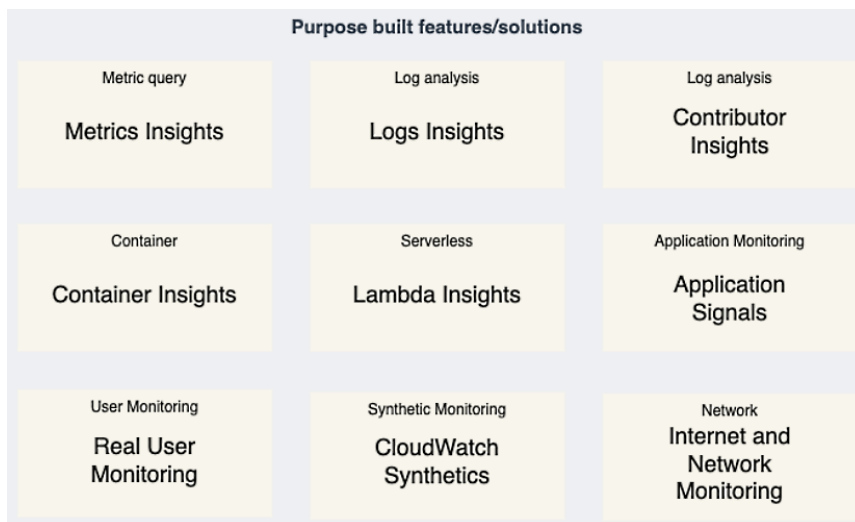 Purpose built features/solutions
Metric query
Metrics Insights
Log analysis
Logs Insights
Log analysis
Contributor
Insights
Container
Container Insights
Serverless
Lambda Insights
Application Monitoring
Application
Signals
User Monitoring
Real User
Monitoring
Synthetic Monitoring
CloudWatch
Synthetics
Network
Internet and
Network
Monitoring